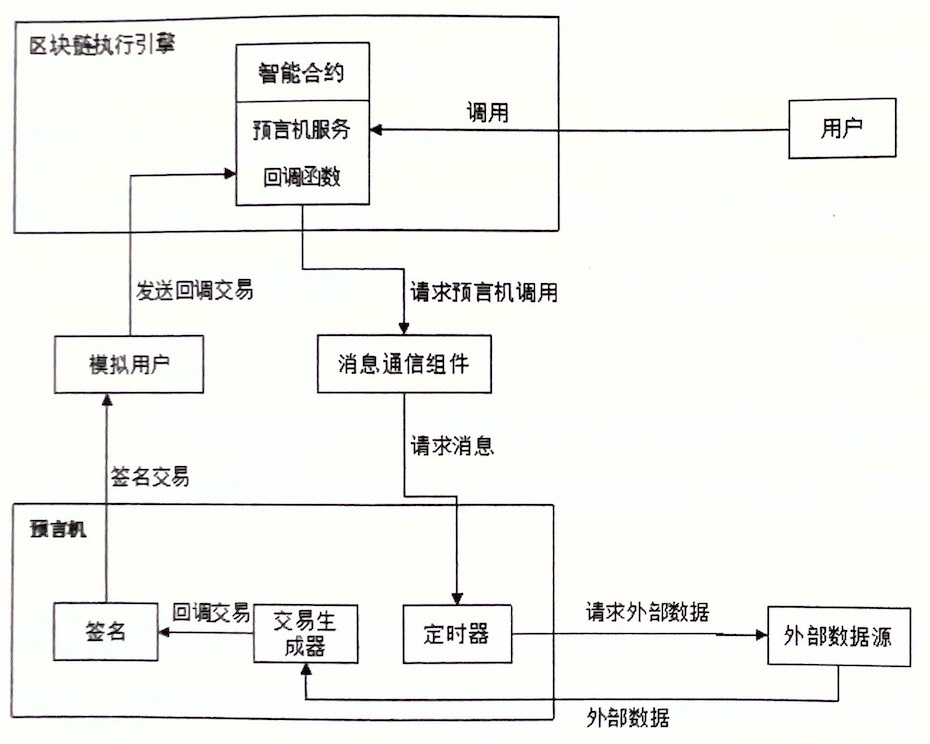 区块链执行引擎
智能合约
预言机服务
回调函数
调用
用户
发送回调交易
请求预言机调用
模拟用户
消息通信组件
请求消息
签名交易
预言机
签名
回调交易
交易生
成器
定时器
请求外部数据
外部数据源
外部数据